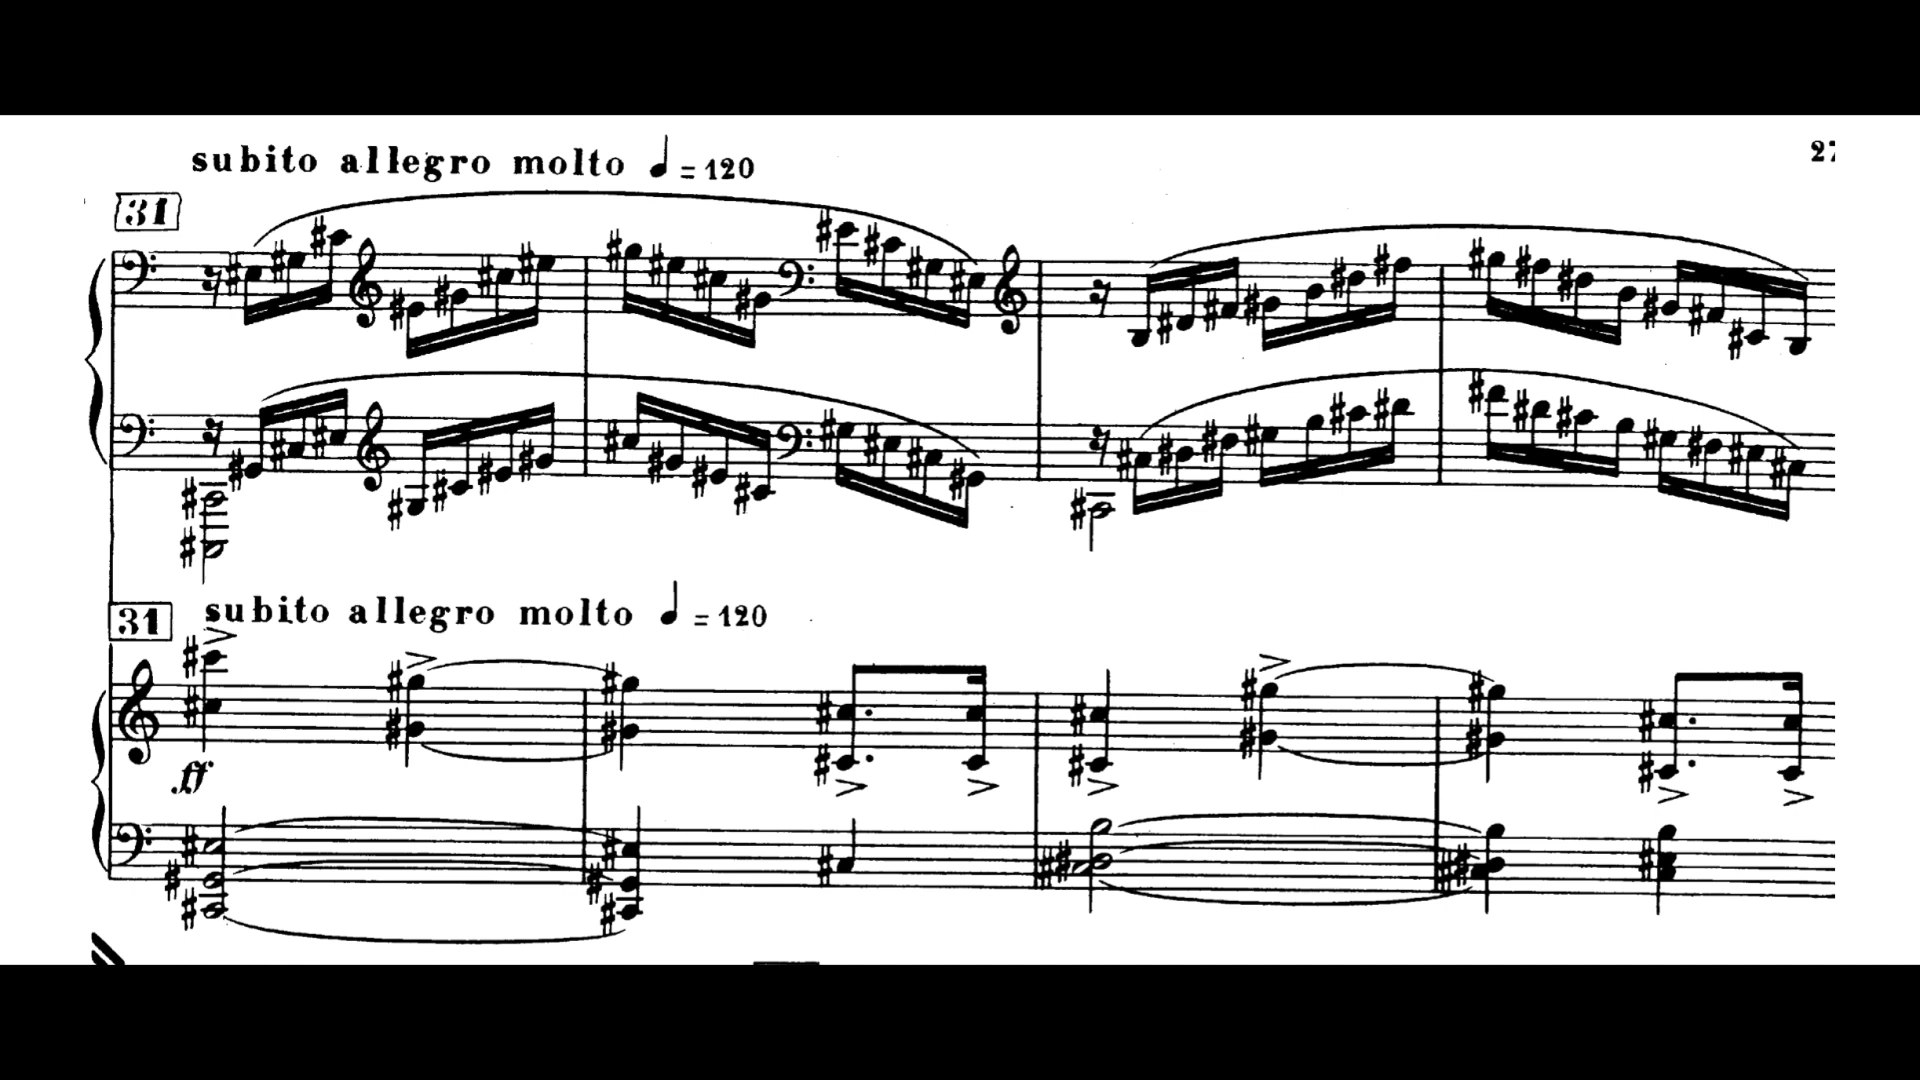 subito allegro molto ♩ = 120
27
31
31
subito allegro molto ♩ = 120
ff